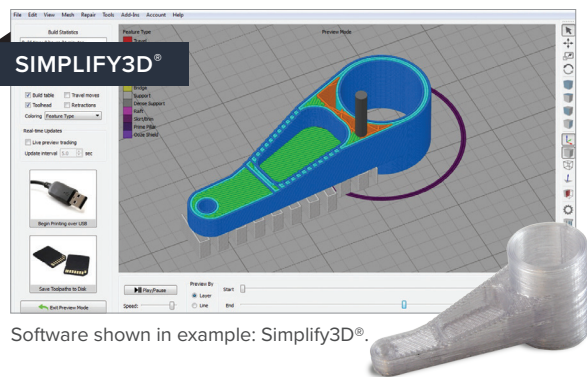 File Edit View Mesh Repair Tools Add-Ins Account Help
Build Statistics
Feature Type
Preview Mode
Travel
SIMPLIFY3D®
Bridge
Support
Dense Support
Raft
Skirt/Brim
Prime Pillar
Ooze Shield
Build table
Travel moves
Toolhead
Retractions
Coloring Feature Type
Real-time Updates
Live preview tracking
Update interval 5.0 sec
Begin Printing over USB
Save Toolpaths to Disk
Exit Preview Mode
Play/Pause
Speed:
Preview By
Layer
Line
Start
End
Software shown in example: Simplify3D®.